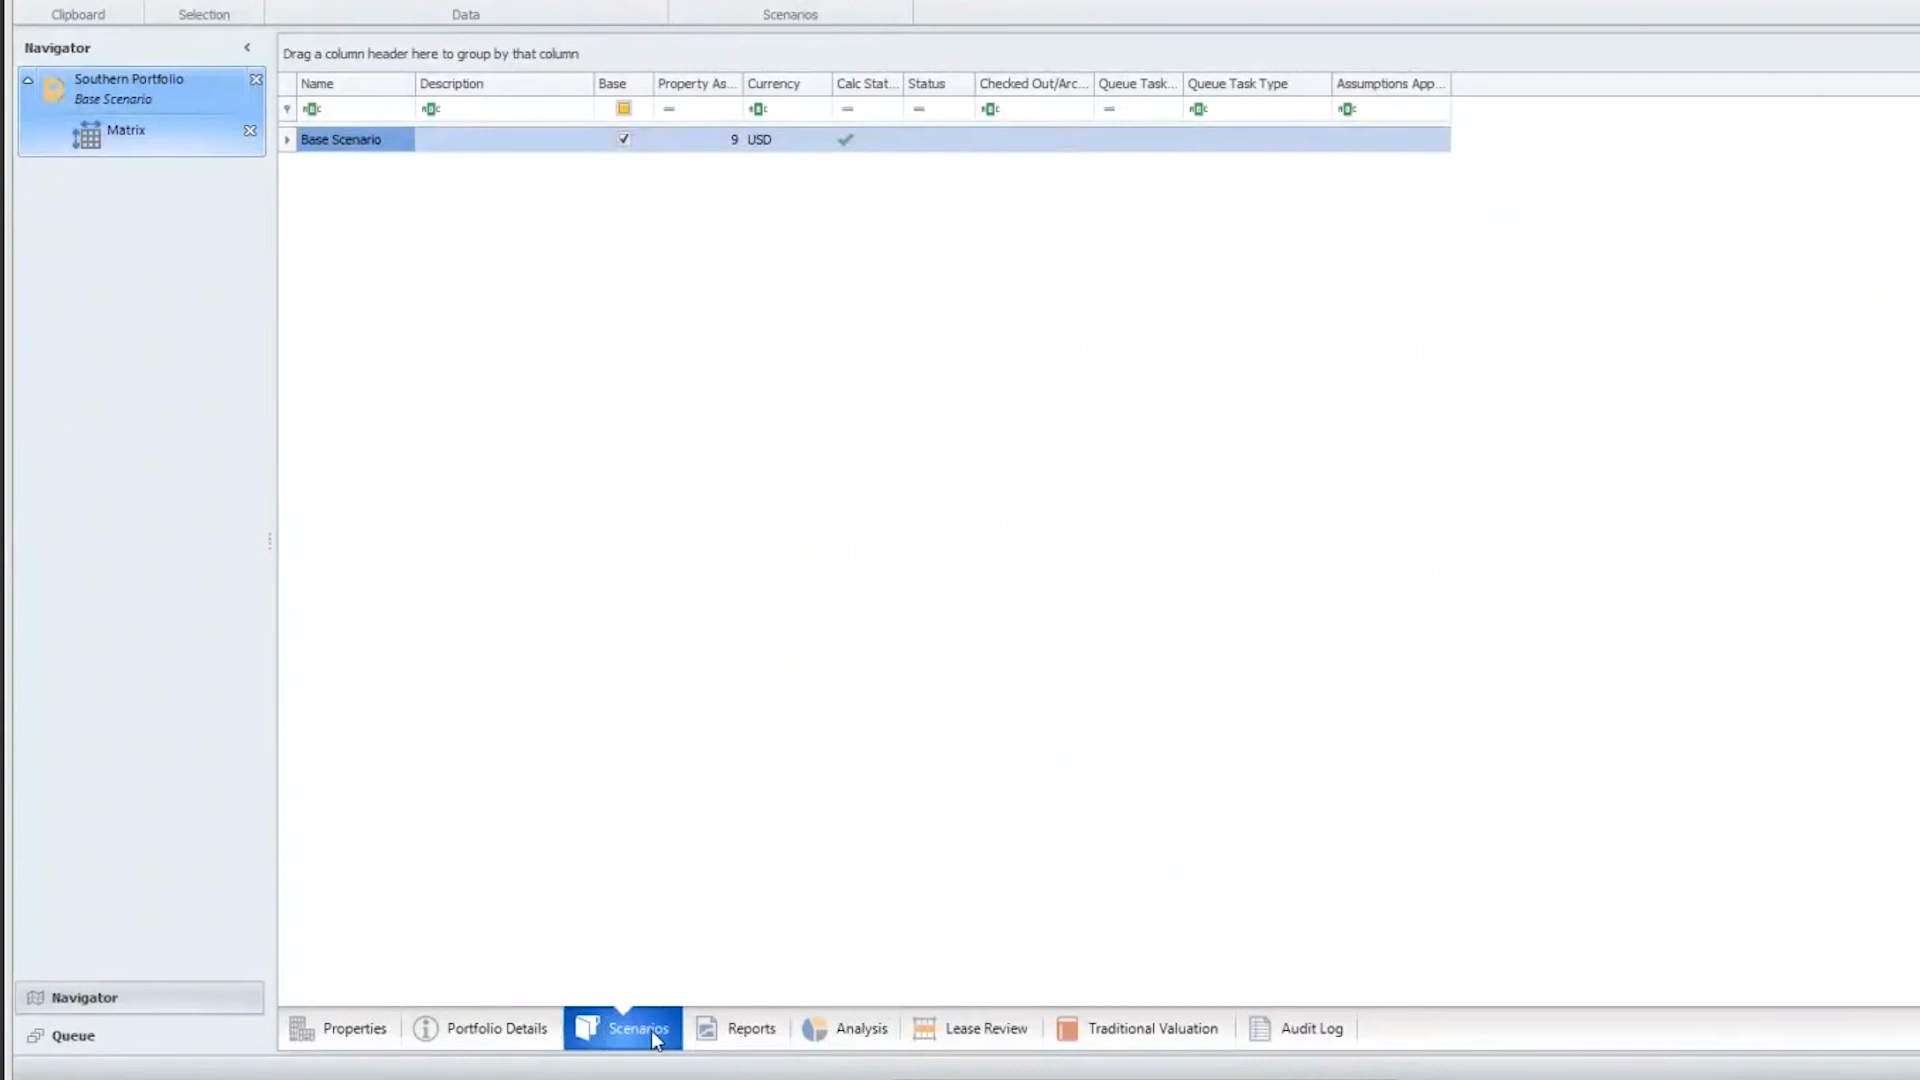 Clipboard Selection Data Scenarios
Navigator
Drag a column header here to group by that column
Southern Portfolio
Base Scenario
Matrix
Name Description Base Property As... Currency Calc Stat... Status Checked Out/Arc... Queue Task... Queue Task Type Assumptions App...
Base Scenario 9 USD
Navigator
Queue
Properties Portfolio Details Scenarios Reports Analysis Lease Review Traditional Valuation Audit Log